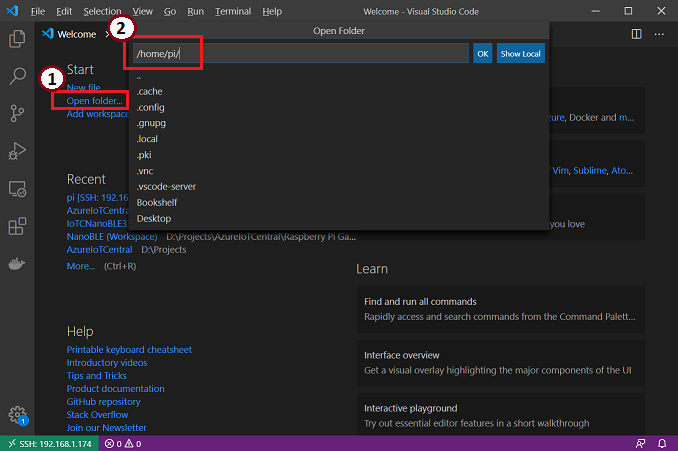 File Edit Selection View Go Run Terminal Help Welcome - Visual Studio Code
2
Welcome
Open Folder
/home/pi/
OK
Show Local
..
.cache
.config
.gnupg
.local
.pki
.vnc
.vscode-server
Bookshelf
Desktop
Start
1
New file
Open folder...
Add workspace
Docker and m...
Vim, Sublime, Ato...
you love
Recent
pi [SSH: 192.16
AzureIoTCentral
IoTCNanoBLE3
NanoBLE (Workspace) D:\Projects\AzureIoTCentral\Raspberry Pi Ga...
AzureIoTCentral D:\Projects
More... (Ctrl+R)
Help
Printable keyboard cheatsheet
Introductory videos
Tips and Tricks
Product documentation
GitHub repository
Stack Overflow
Join our Newsletter
Learn
Find and run all commands
Rapidly access and search commands from the Command Palett...
Interface overview
Get a visual overlay highlighting the major components of the UI
Interactive playground
Try out essential editor features in a short walkthrough
1
SSH: 192.168.1.174 0 0